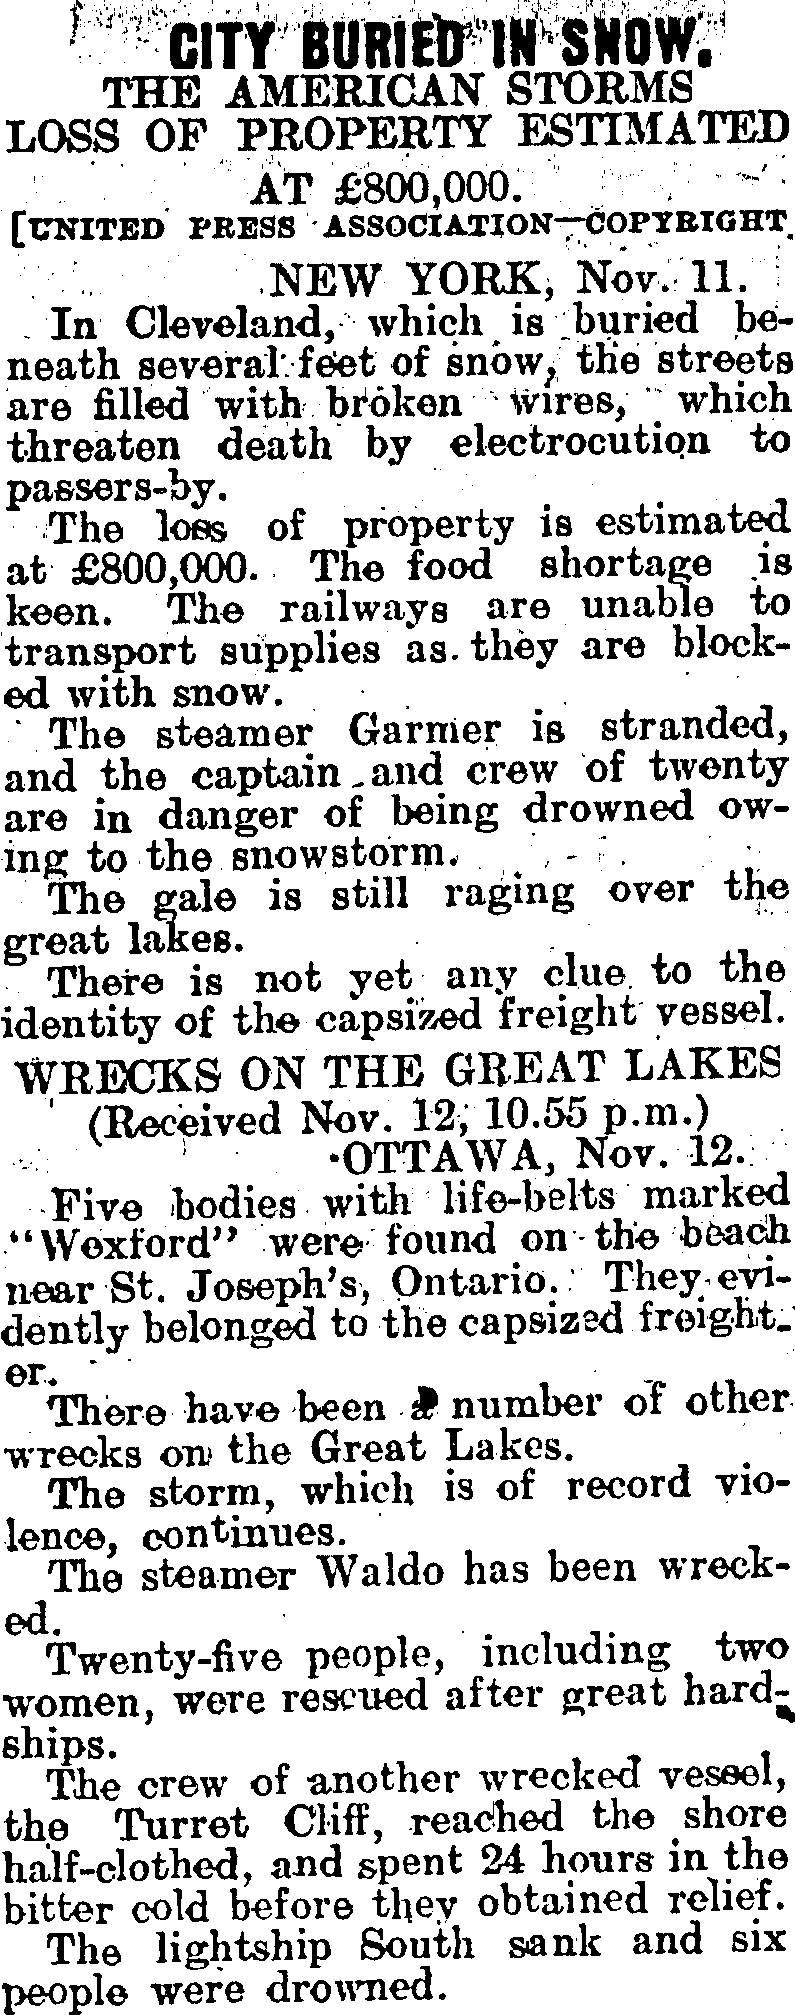 CITY BURIED IN SNOW.
THE AMERICAN STORMS
LOSS OF PROPERTY ESTIMATED
AT £800,000.
[UNITED PRESS ASSOCIATION—COPYRIGHT.
NEW YORK, Nov. 11.
In Cleveland, which is buried be-
neath several feet of snow, the streets
are filled with broken wires, which
threaten death by electrocution to
passers-by.
The loss of property is estimated
at £800,000. The food shortage is
keen. The railways are unable to
transport supplies as they are block-
ed with snow.
The steamer Garmer is stranded,
and the captain and crew of twenty
are in danger of being drowned ow-
ing to the snowstorm.
The gale is still raging over the
great lakes.
There is not yet any clue to the
identity of the capsized freight vessel.
WRECKS ON THE GREAT LAKES
(Received Nov. 12, 10.55 p.m.)
OTTAWA, Nov. 12.
Five bodies with life-belts marked
"Wexford" were found on the beach
near St. Joseph's, Ontario. They evi-
dently belonged to the capsized freight-
er.
There have been a number of other
wrecks on the Great Lakes.
The storm, which is of record vio-
lence, continues.
The steamer Waldo has been wreck-
ed.
Twenty-five people, including two
women, were rescued after great hard-
ships.
The crew of another wrecked vessel,
the Turret Cliff, reached the shore
half-clothed, and spent 24 hours in the
bitter cold before they obtained relief.
The lightship South sank and six
people were drowned.